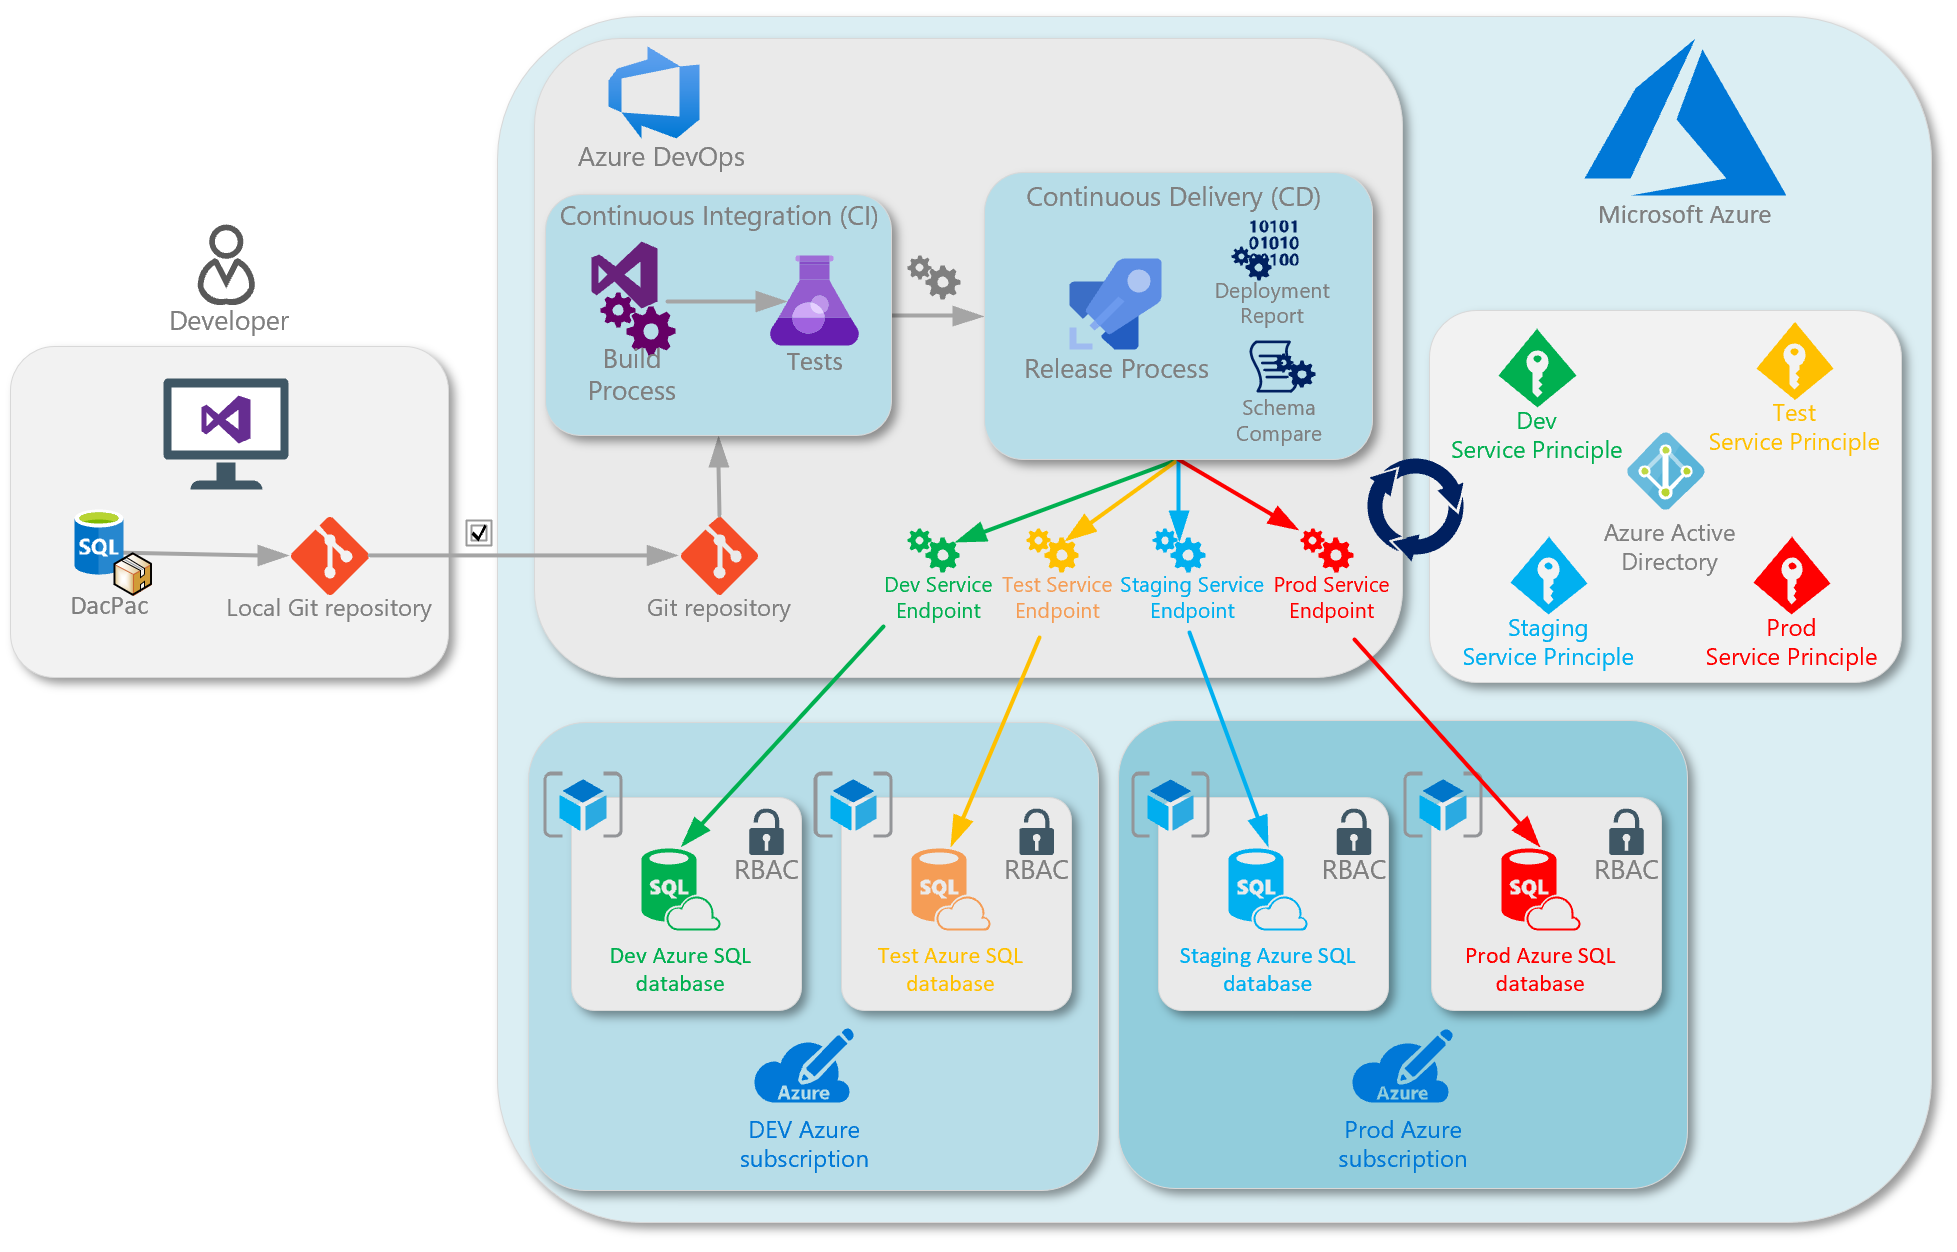 Azure DevOps
Microsoft Azure
Continuous Integration (CI)
Build
Process
Tests
Continuous Delivery (CD)
10101
01010
00100
Deployment
Report
Release Process
Schema
Compare
Developer
SQL
DacPac
Local Git repository
Git repository
Dev Service
Endpoint
Test Service
Endpoint
Staging Service
Endpoint
Prod Service
Endpoint
Dev
Service Principle
Test
Service Principle
Azure Active
Directory
Staging
Service Principle
Prod
Service Principle
RBAC
SQL
Dev Azure SQL
database
RBAC
SQL
Test Azure SQL
database
Azure
DEV Azure
subscription
RBAC
SQL
Staging Azure SQL
database
RBAC
SQL
Prod Azure SQL
database
Azure
Prod Azure
subscription